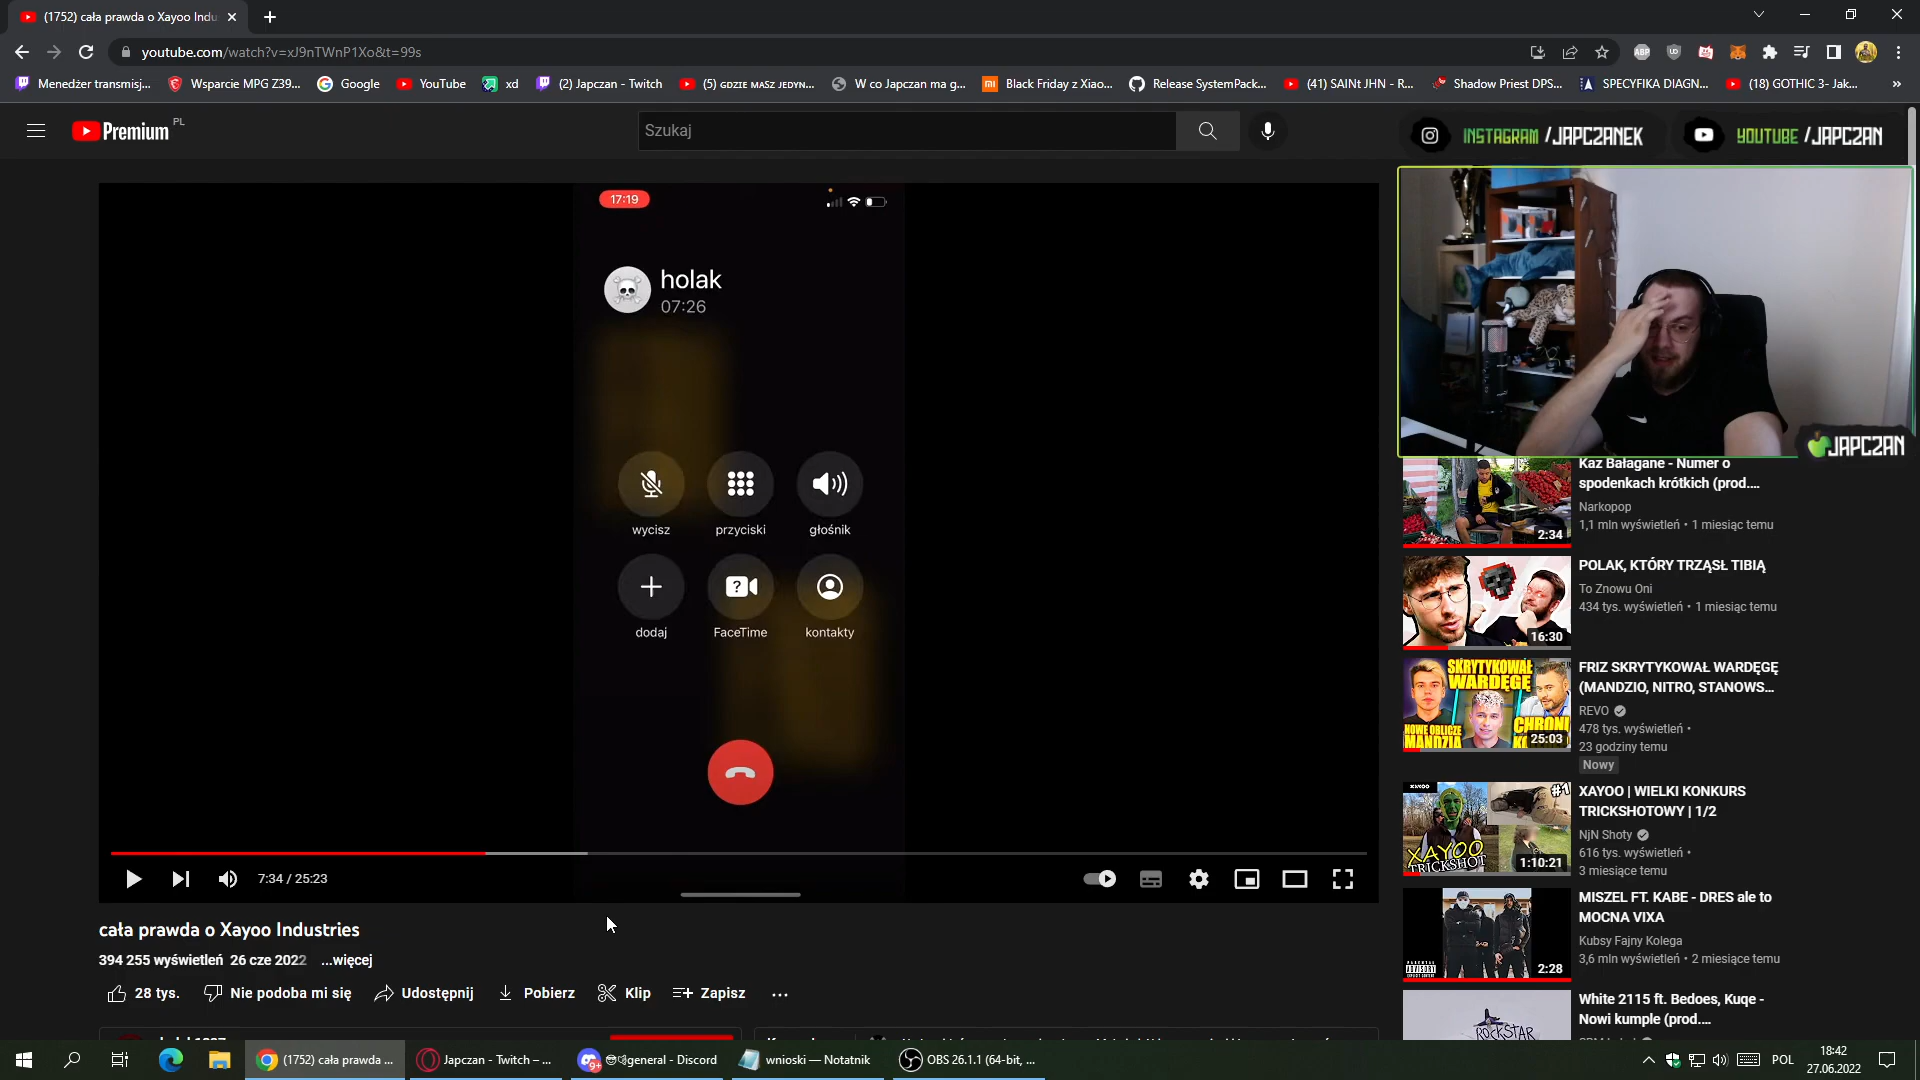 (1752) cała prawda o Xayoo Indu
youtube.com/watch?v=xJ9nTWnP1Xo&t=99s
Menedżer transmisj...
Wsparcie MPG Z39...
Google
YouTube
xd
(2) Japczan - Twitch
(5) GDZIE MASZ JEDYN...
W co Japczan ma g...
Black Friday z Xiao...
Release SystemPack...
(41) SAINt JHN - R...
Shadow Priest DPS...
SPECYFIKA DIAGN...
(18) GOTHIC 3- Jak...
Premium PL
Szukaj
INSTAGRAM /JAPCZANEK
YOUTUBE /JAPCZAN
17:19
holak
07:26
wycisz
przyciski
głośnik
dodaj
FaceTime
kontakty
7:34 / 25:23
cała prawda o Xayoo Industries
394 255 wyświetleń 26 cze 2022 ...więcej
28 tys.
Nie podoba mi się
Udostępnij
Pobierz
Klip
Zapisz
JAPCZAN
Kaz Bałagane - Numer o
spodenkach krótkich (prod....
Narkopop
1,1 mln wyświetleń • 1 miesiąc temu
2:34
POLAK, KTÓRY TRZĄSŁ TIBIĄ
To Znowu Oni
434 tys. wyświetleń • 1 miesiąc temu
16:30
FRIZ SKRYTYKOWAŁ WARDĘGĘ
(MANDZIO, NITRO, STANOWS...
REVO
478 tys. wyświetleń •
23 godziny temu
Nowy
SKRYTYKOWAŁ
WARDĘGĘ
NOWE OBLICZE
MANDZIA
25:03
XAYOO | WIELKI KONKURS
TRICKSHOTOWY | 1/2
NjN Shoty
616 tys. wyświetleń •
3 miesiące temu
XAYOO
#1
XAYOO
TRICKSHOT
1:10:21
MISZEL FT. KABE - DRES ale to
MOCNA VIXA
Kubsy Fajny Kolega
3,6 mln wyświetleń • 2 miesiące temu
2:28
White 2115 ft. Bedoes, Kuqe -
Nowi kumple (prod....
ROCKSTAR
(1752) cała prawda ...
Japczan - Twitch – ...
general - Discord
9+
wnioski — Notatnik
OBS 26.1.1 (64-bit, ...
POL
18:42
27.06.2022